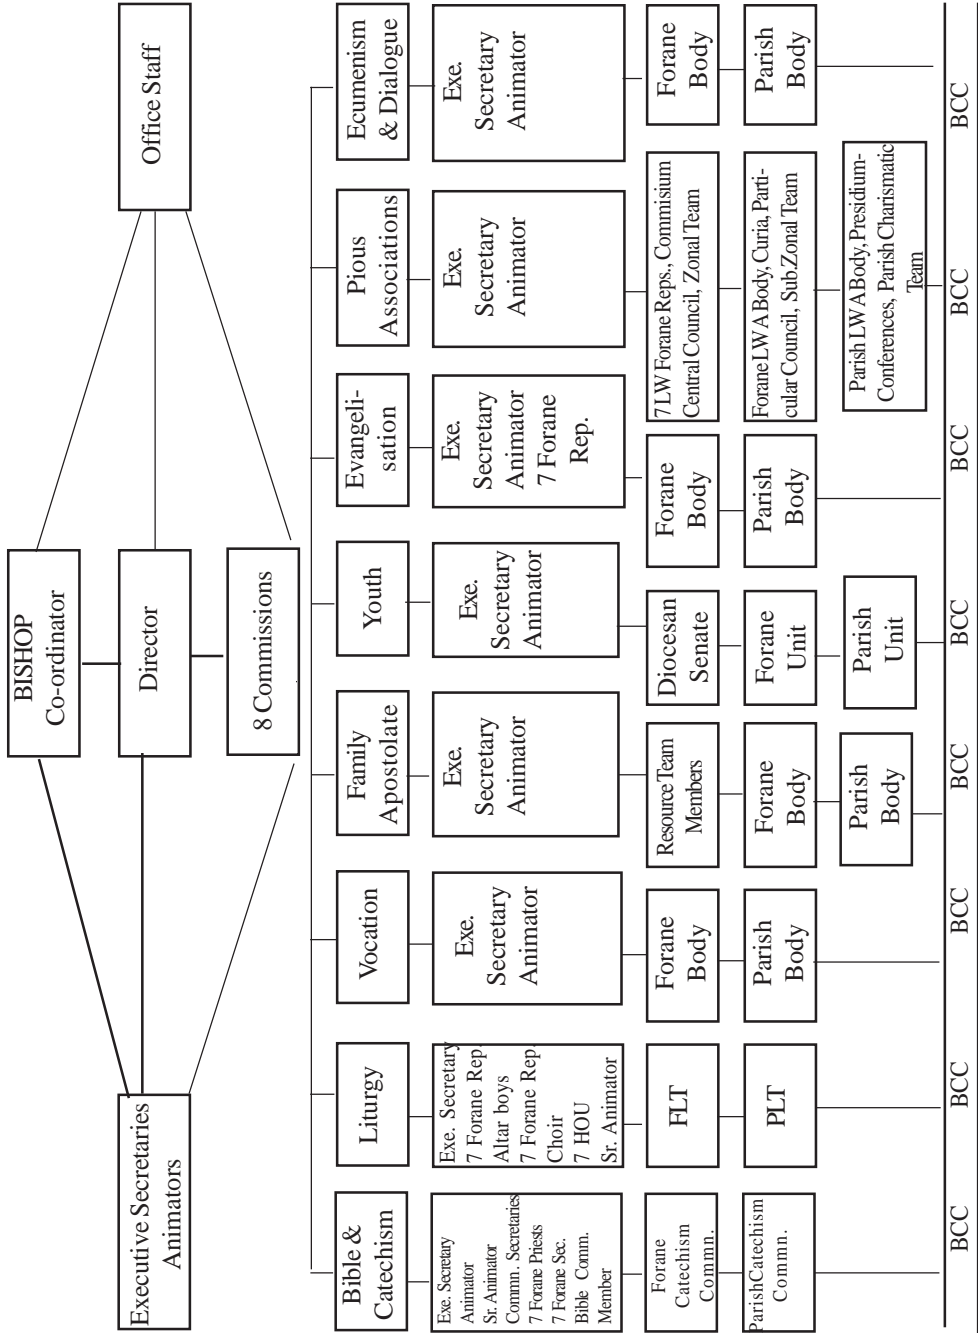 BISHOP
Co-ordinator
Executive Secretaries
Animators
Director
Office Staff
8 Commissions
Bible &
Catechism
Liturgy
Vocation
Family
Apostolate
Youth
Evangeli-
sation
Pious
Associations
Ecumenism
& Dialogue
Exe. Secretary
Animator
Sr. Animator
Commn. Secretaries
7 Forane Priests
7 Forane Sec.
Bible Comm.
Member
Exe. Secretary
7 Forane Rep.
Altar boys
7 Forane Rep.
Choir
7 HOU
Sr. Animator
Exe.
Secretary
Animator
Exe.
Secretary
Animator
Exe.
Secretary
Animator
Exe.
Secretary
Animator
7 Forane
Rep.
Exe.
Secretary
Animator
Exe.
Secretary
Animator
Forane
Catechism
Commn.
FLT
Forane
Body
Resource Team
Members
Diocesan
Senate
Forane
Body
7 LW Forane Reps., Commisium
Central Council, Zonal Team
Forane
Body
Parish Catechism
Commn.
PLT
Parish
Body
Forane
Body
Forane
Unit
Parish
Body
Forane LWA Body, Curia, Parti-
cular Council, Sub Zonal Team
Parish
Body
Parish
Body
Parish
Unit
Parish LWA Body, Presidium-
Conferences, Parish Charismatic
Team
BCC
BCC
BCC
BCC
BCC
BCC
BCC
BCC